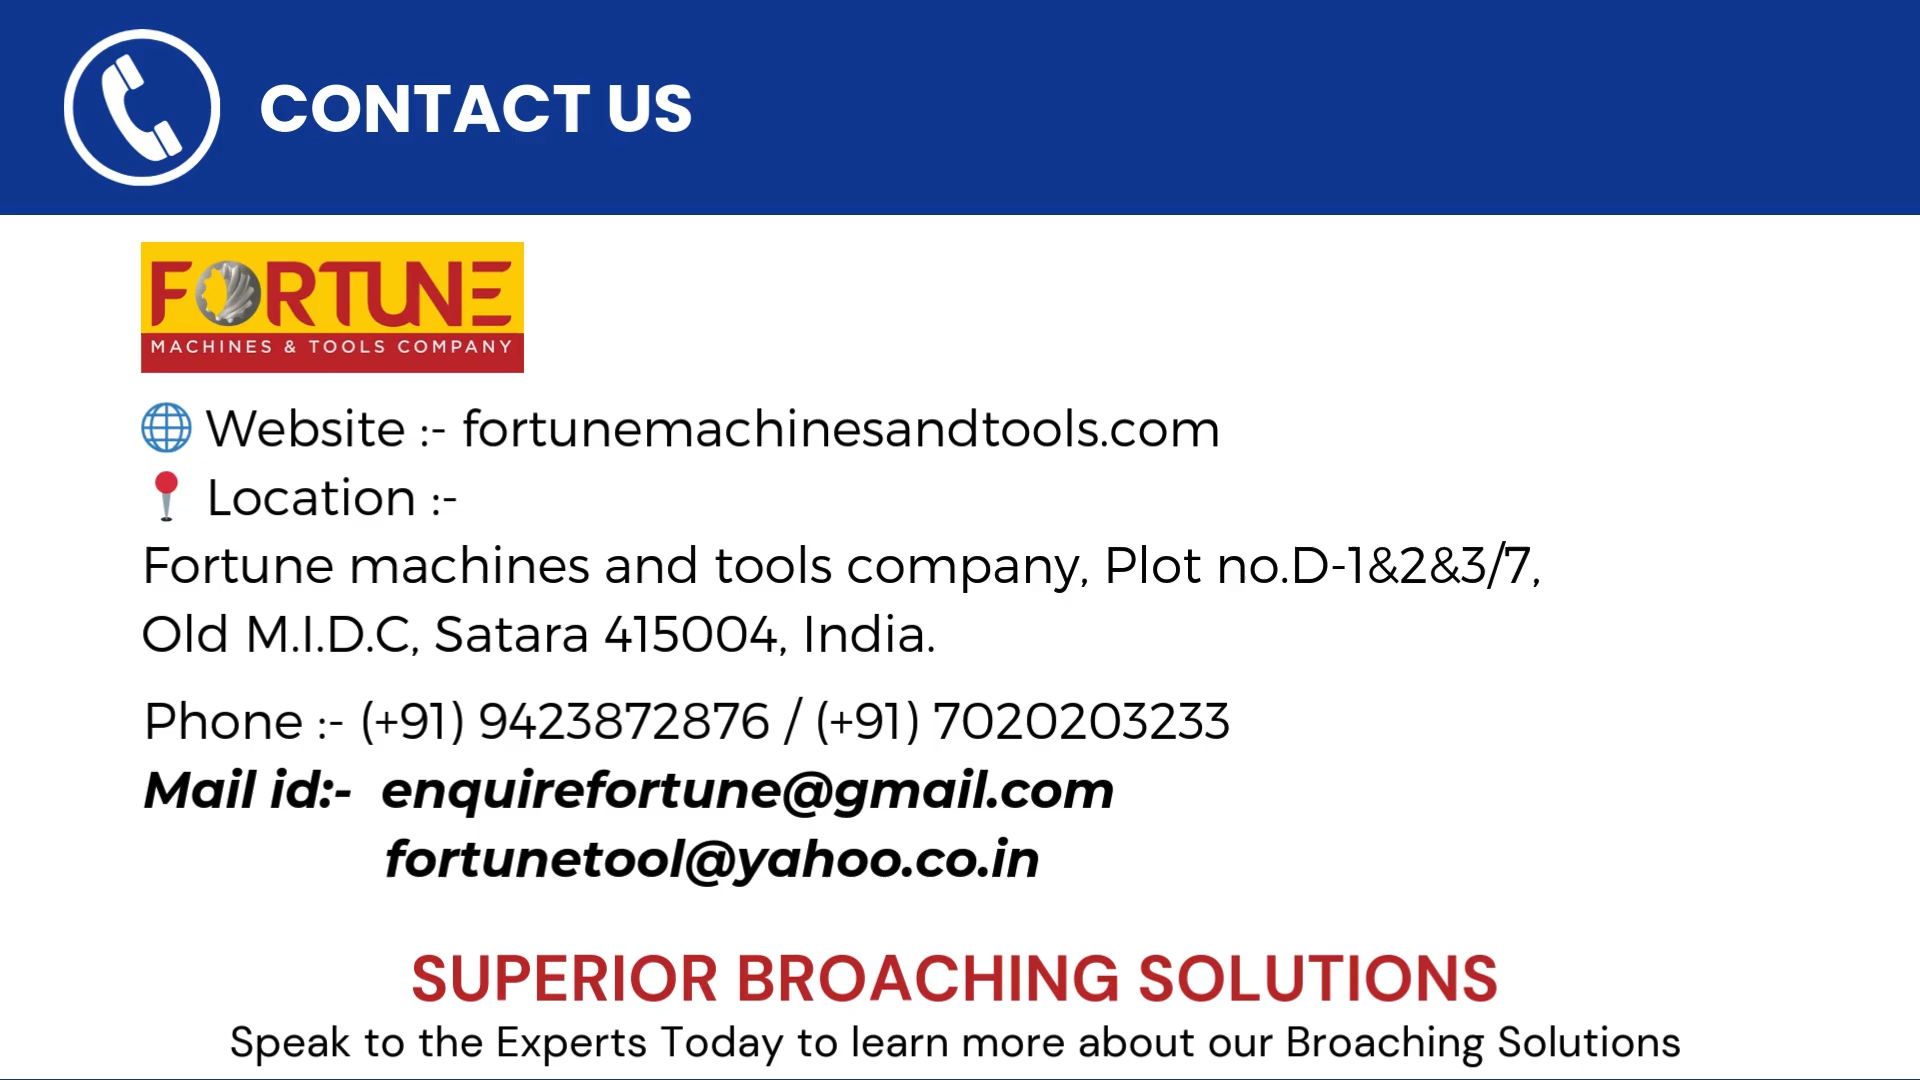 CONTACT US
FORTUNE
MACHINES & TOOLS COMPANY
Website :- fortunemachinesandtools.com
Location :-
Fortune machines and tools company, Plot no.D-1&2&3/7,
Old M.I.D.C, Satara 415004, India.
Phone :- (+91) 9423872876 / (+91) 7020203233
Mail id:- enquirefortune@gmail.com
fortunetool@yahoo.co.in
SUPERIOR BROACHING SOLUTIONS
Speak to the Experts Today to learn more about our Broaching Solutions